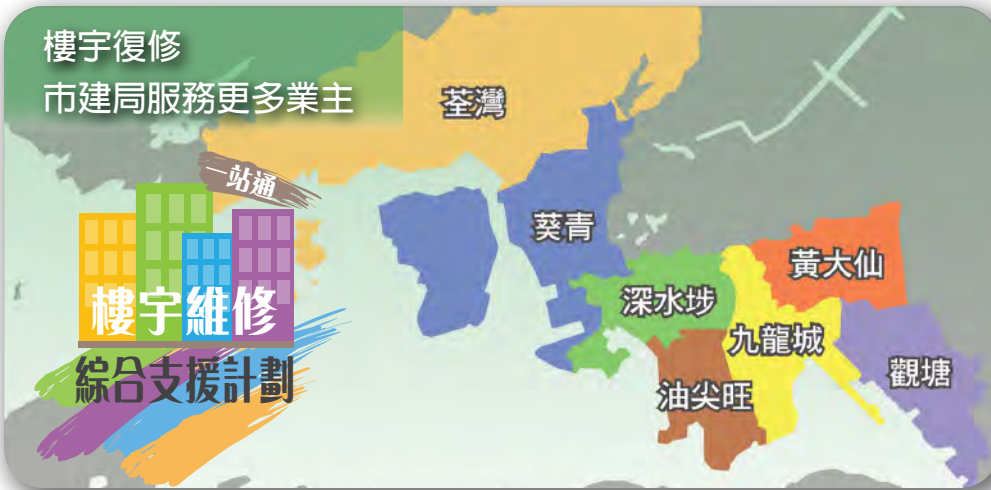 樓宇復修
市建局服務更多業主
荃灣
一站通
葵青
黃大仙
深水埗
樓宇維修
九龍城
觀塘
綜合支援計劃
油尖旺